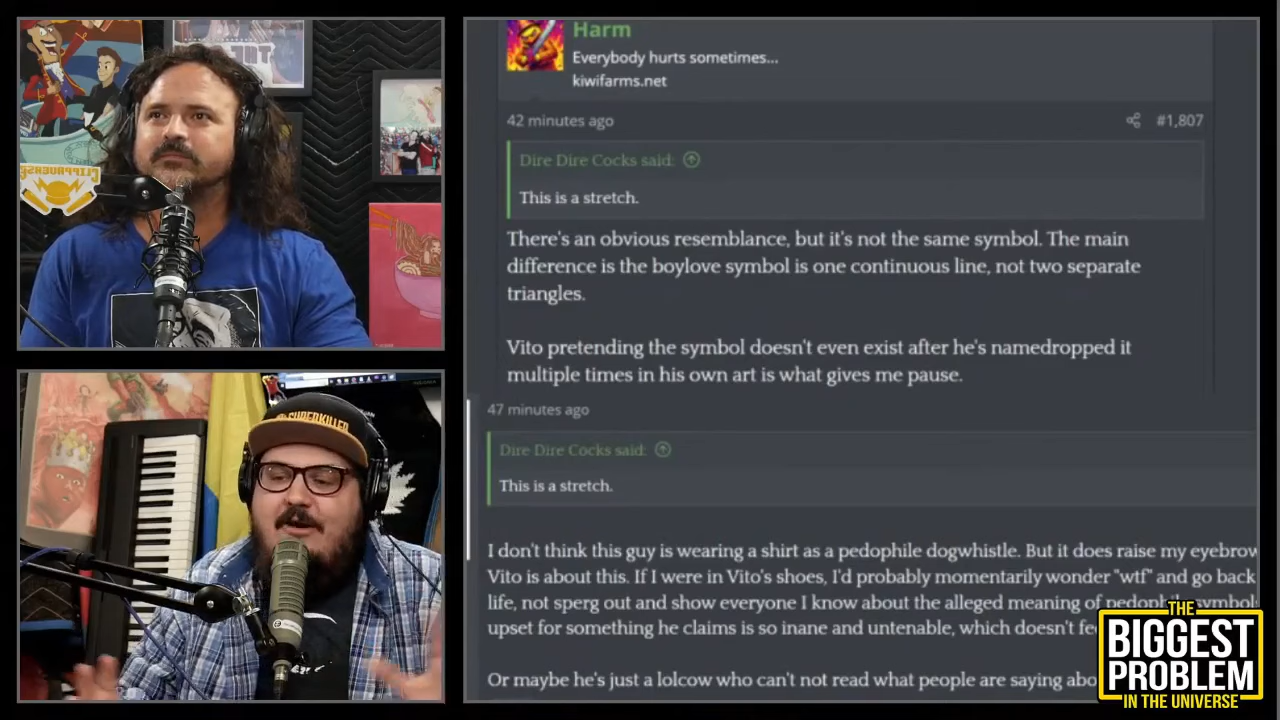 Harm
Everybody hurts sometimes...
kiwifarms.net
42 minutes ago
#1,807
Dire Dire Cocks said:
This is a stretch.
There's an obvious resemblance, but it's not the same symbol. The main
difference is the boylove symbol is one continuous line, not two separate
triangles.
Vito pretending the symbol doesn't even exist after he's namedropped it
multiple times in his own art is what gives me pause.
47 minutes ago
Dire Dire Cocks said:
This is a stretch.
I don't think this guy is wearing a shirt as a pedophile dogwhistle. But it does raise my eyebrow
Vito is about this. If I were in Vito's shoes, I'd probably momentarily wonder "wtf" and go back
life, not sperg out and show everyone I know about the alleged meaning of
upset for something he claims is so inane and untenable, which doesn't
Or maybe he's just a lolcow who can't not read what people are saying
SUPERKILLER
THE
BIGGEST
PROBLEM
IN THE UNIVERSE